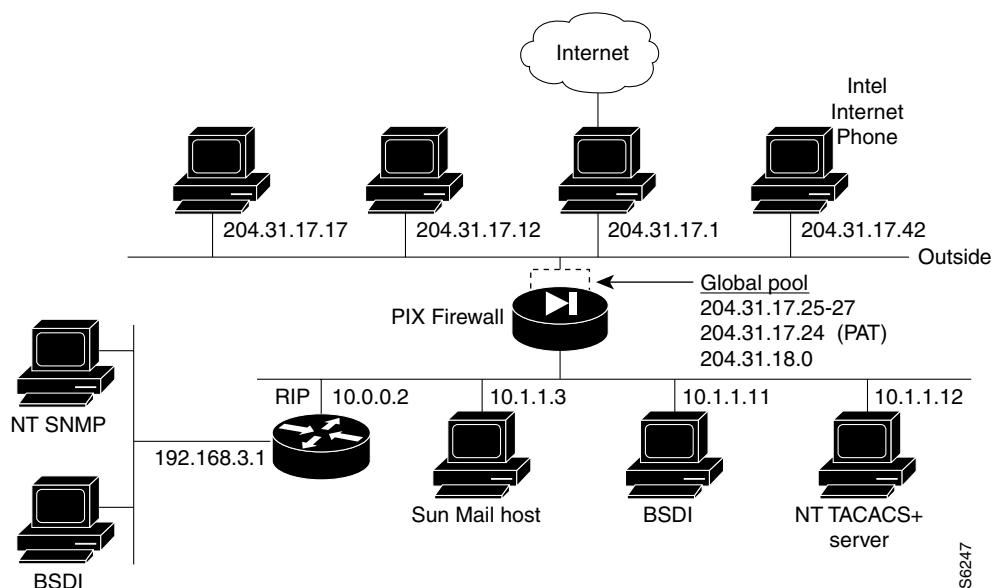 Internet
Intel
Internet
Phone
204.31.17.17
204.31.17.12
204.31.17.1
204.31.17.42
Outside
Global pool
204.31.17.25-27
204.31.17.24 (PAT)
204.31.18.0
PIX Firewall
RIP
10.0.0.2
10.1.1.3
10.1.1.11
10.1.1.12
NT SNMP
192.168.3.1
Sun Mail host
BSDI
NT TACACS+
server
BSDI
S6247